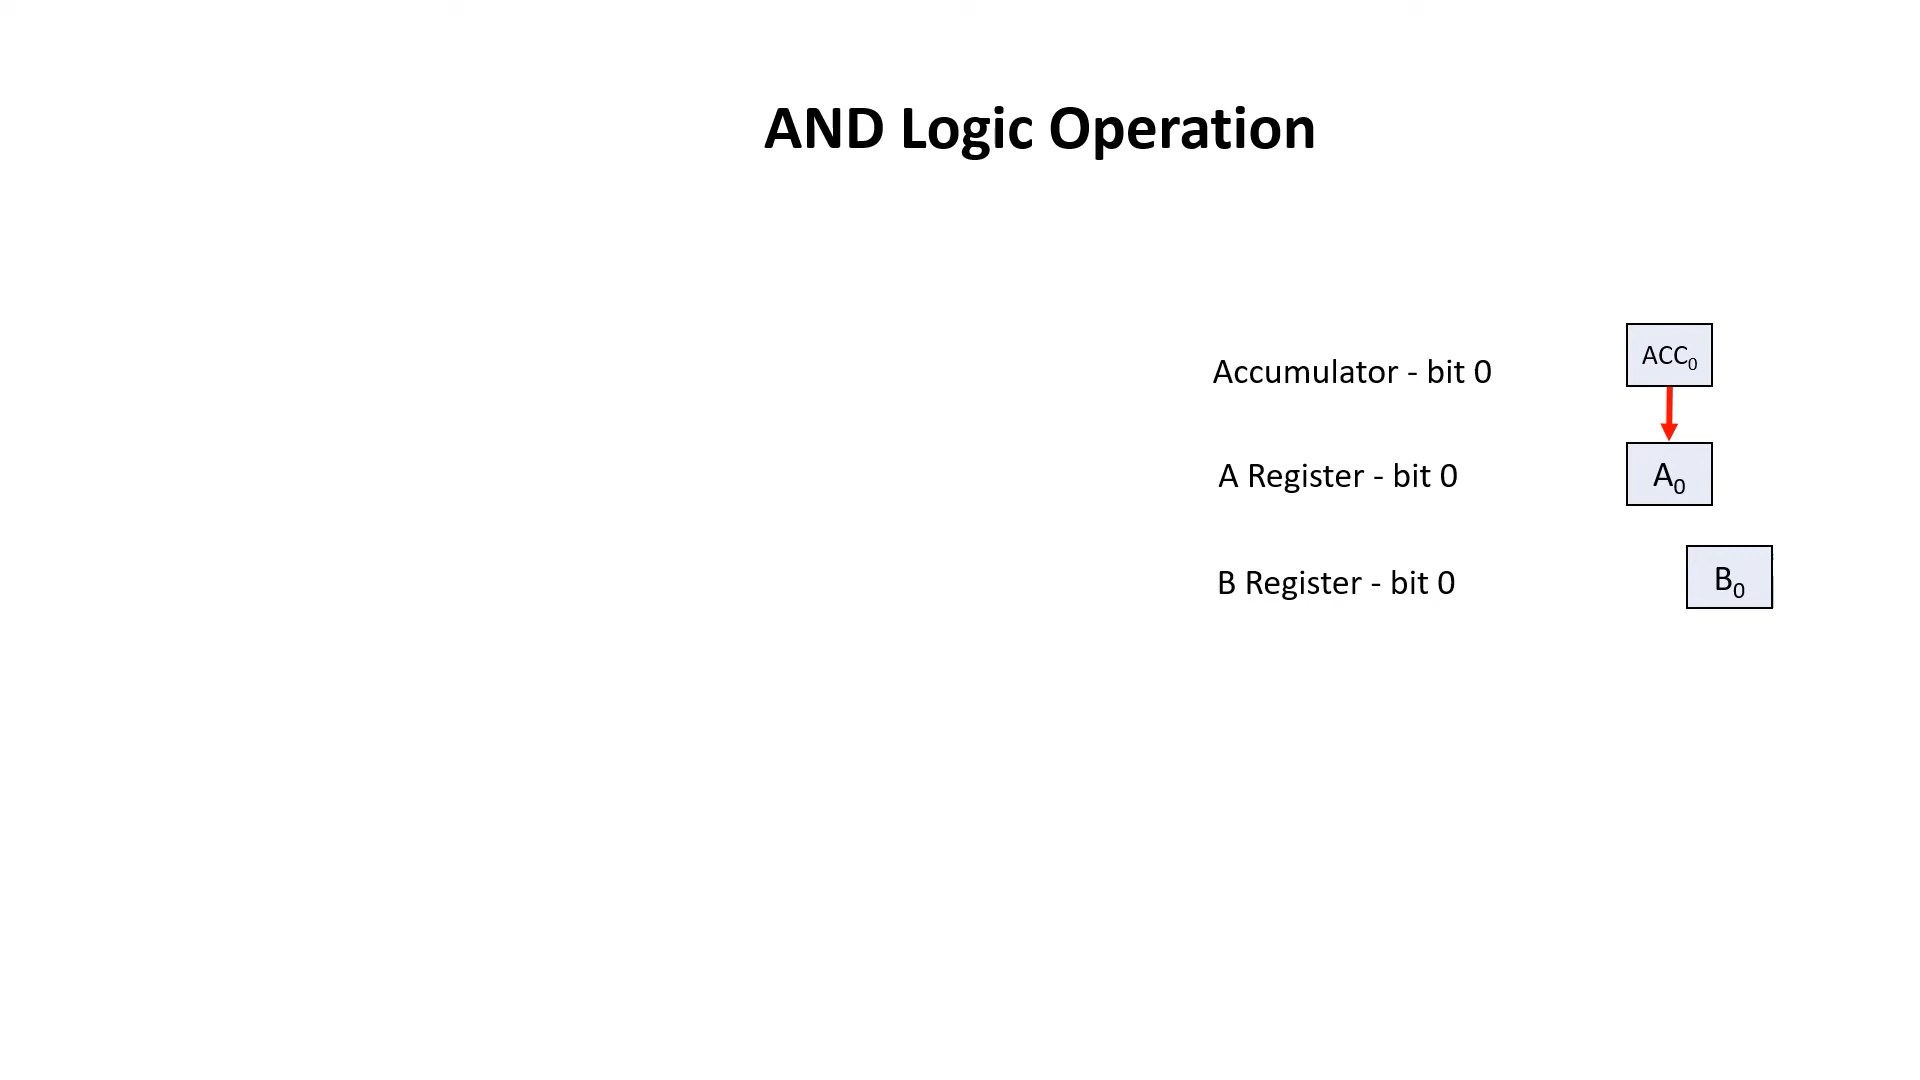 AND Logic Operation
Accumulator - bit 0
ACC₀
A Register - bit 0
A₀
B Register - bit 0
B₀